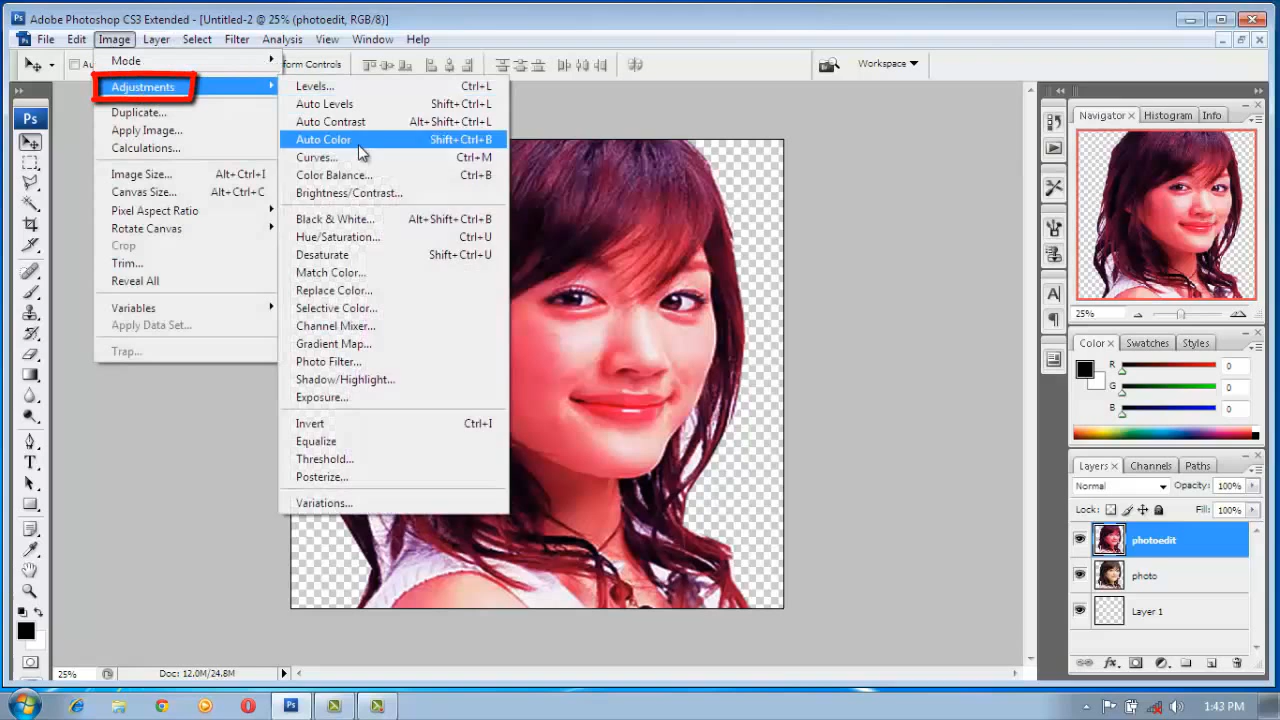 Adobe Photoshop CS3 Extended - [Untitled-2 @ 25% (photoedit, RGB/8)]
File Edit Image Layer Select Filter Analysis View Window Help
Au
form Controls
Workspace
Mode
Adjustments
Duplicate...
Apply Image...
Calculations...
Image Size... Alt+Ctrl+I
Canvas Size... Alt+Ctrl+C
Pixel Aspect Ratio
Rotate Canvas
Crop
Trim...
Reveal All
Variables
Apply Data Set...
Trap...
Levels... Ctrl+L
Auto Levels Shift+Ctrl+L
Auto Contrast Alt+Shift+Ctrl+L
Auto Color Shift+Ctrl+B
Curves... Ctrl+M
Color Balance... Ctrl+B
Brightness/Contrast...
Black & White... Alt+Shift+Ctrl+B
Hue/Saturation... Ctrl+U
Desaturate Shift+Ctrl+U
Match Color...
Replace Color...
Selective Color...
Channel Mixer...
Gradient Map...
Photo Filter...
Shadow/Highlight...
Exposure...
Invert Ctrl+I
Equalize
Threshold...
Posterize...
Variations...
Navigator Histogram Info
25%
Color Swatches Styles
R 0
G 0
B 0
Layers Channels Paths
Normal Opacity: 100%
Lock: Fill: 100%
photoedit
photo
Layer 1
25% Doc: 12.0M/24.8M
Ps
1:43 PM